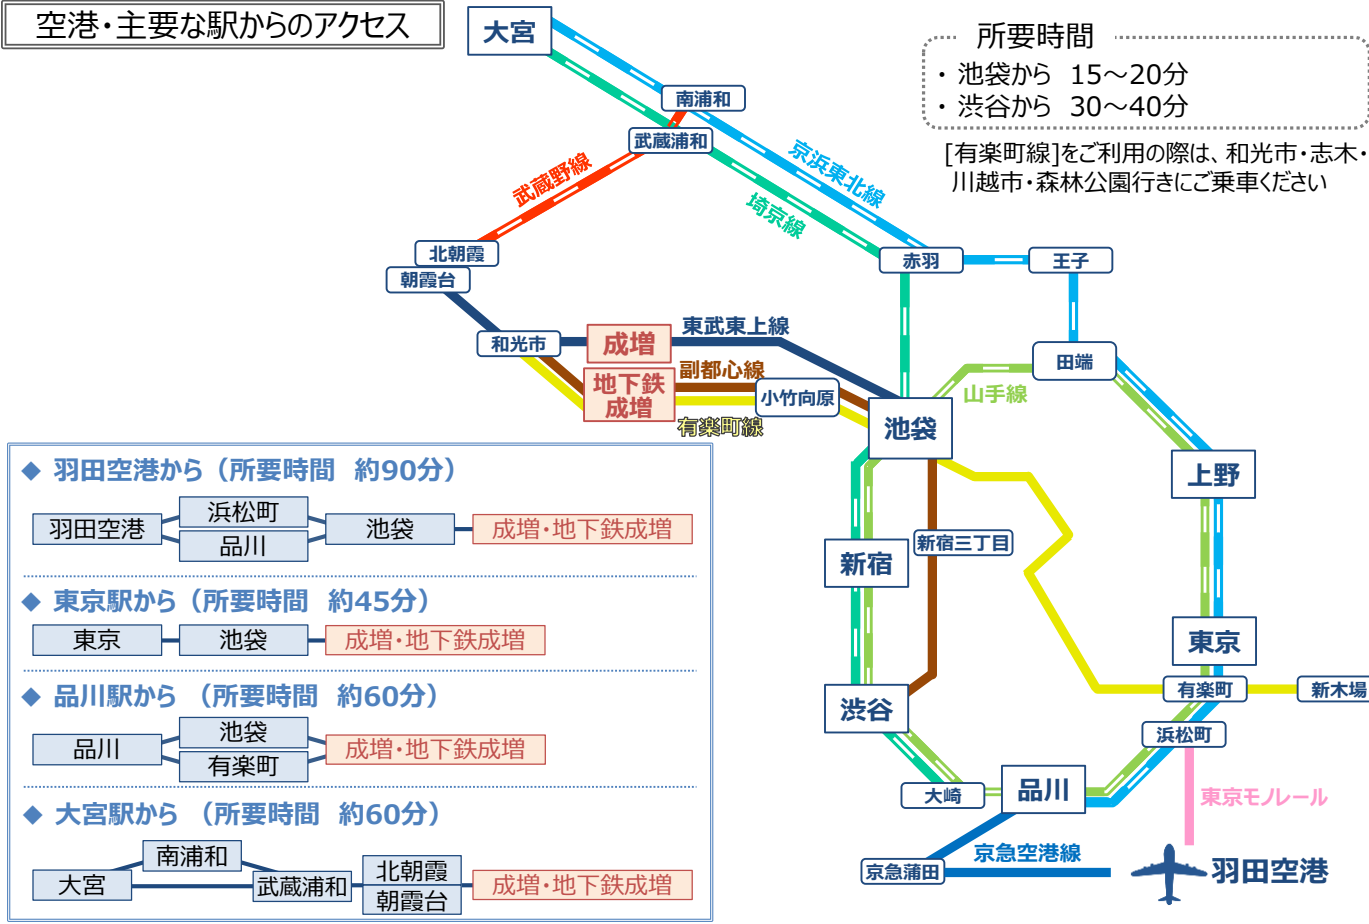 空港・主要な駅からのアクセス
所要時間
・ 池袋から 15～20分
・ 渋谷から 30～40分
[有楽町線]をご利用の際は、和光市・志木・
川越市・森林公園行きにご乗車ください
大宮
南浦和
武蔵浦和
京浜東北線
武蔵野線
埼京線
北朝霞
朝霞台
赤羽
王子
和光市
成増
東武東上線
田端
地下鉄
成増
副都心線
小竹向原
山手線
有楽町線
池袋
上野
新宿
新宿三丁目
東京
渋谷
有楽町
新木場
浜松町
大崎
品川
東京モノレール
京急空港線
京急蒲田
羽田空港
◆ 羽田空港から（所要時間 約90分）
羽田空港
浜松町
品川
池袋
成増・地下鉄成増
◆ 東京駅から（所要時間 約45分）
東京
池袋
成増・地下鉄成増
◆ 品川駅から （所要時間 約60分）
品川
池袋
有楽町
成増・地下鉄成増
◆ 大宮駅から （所要時間 約60分）
大宮
南浦和
武蔵浦和
北朝霞
朝霞台
成増・地下鉄成増